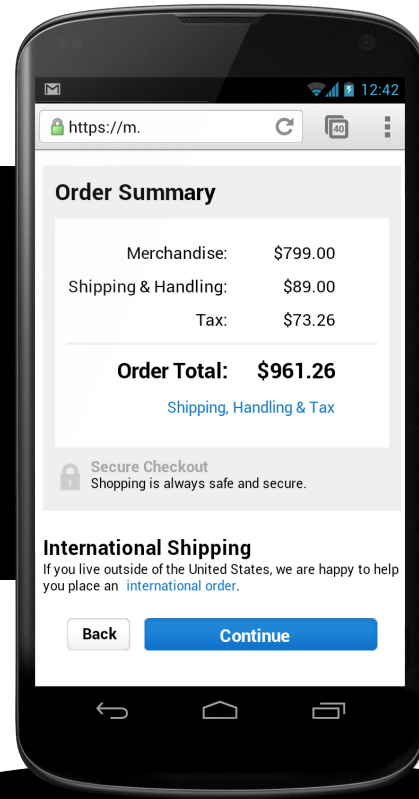 12:42
https://m.
40
Order Summary
Merchandise: $799.00
Shipping & Handling: $89.00
Tax: $73.26
Order Total: $961.26
Shipping, Handling & Tax
Secure Checkout
Shopping is always safe and secure.
International Shipping
If you live outside of the United States, we are happy to help
you place an international order.
Back Continue